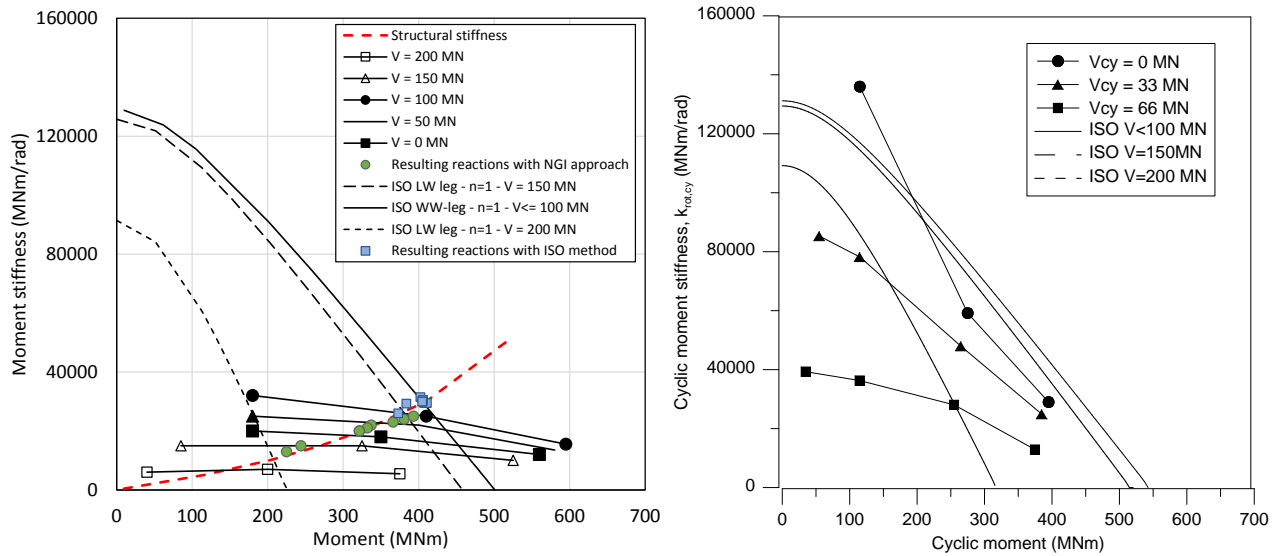 160000
120000
80000
40000
0
Moment stiffness (MNm/rad)
Structural stiffness
V = 200 MN
V = 150 MN
V = 100 MN
V = 50 MN
V = 0 MN
Resulting reactions with NGI approach
ISO LW leg - n=1 - V = 150 MN
ISO WW-leg - n=1 - V<= 100 MN
ISO LW leg - n=1 - V = 200 MN
Resulting reactions with ISO method
0 100 200 300 400 500 600 700
Moment (MNm)
160000
120000
80000
40000
0
Cyclic moment stiffness, k_rot,cy (MNm/rad)
Vcy = 0 MN
Vcy = 33 MN
Vcy = 66 MN
ISO V<100 MN
ISO V=150MN
ISO V=200 MN
0 100 200 300 400 500 600 700
Cyclic moment (MNm)